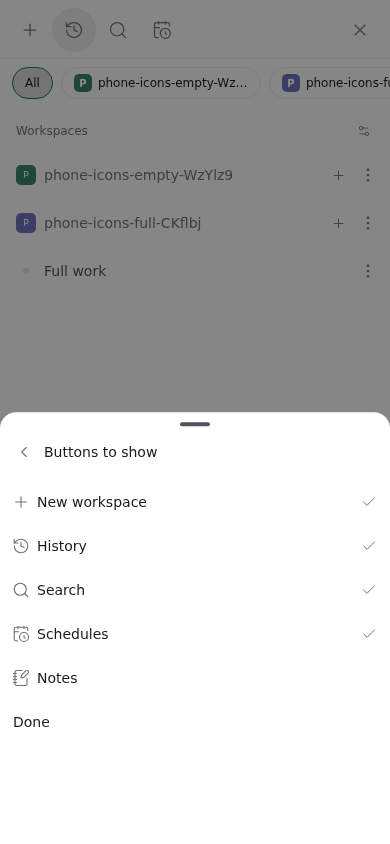 All
P phone-icons-empty-Wz...
P phone-icons-fu
Workspaces
P phone-icons-empty-WzYlz9
P phone-icons-full-CKflbj
Full work
Buttons to show
New workspace
History
Search
Schedules
Notes
Done